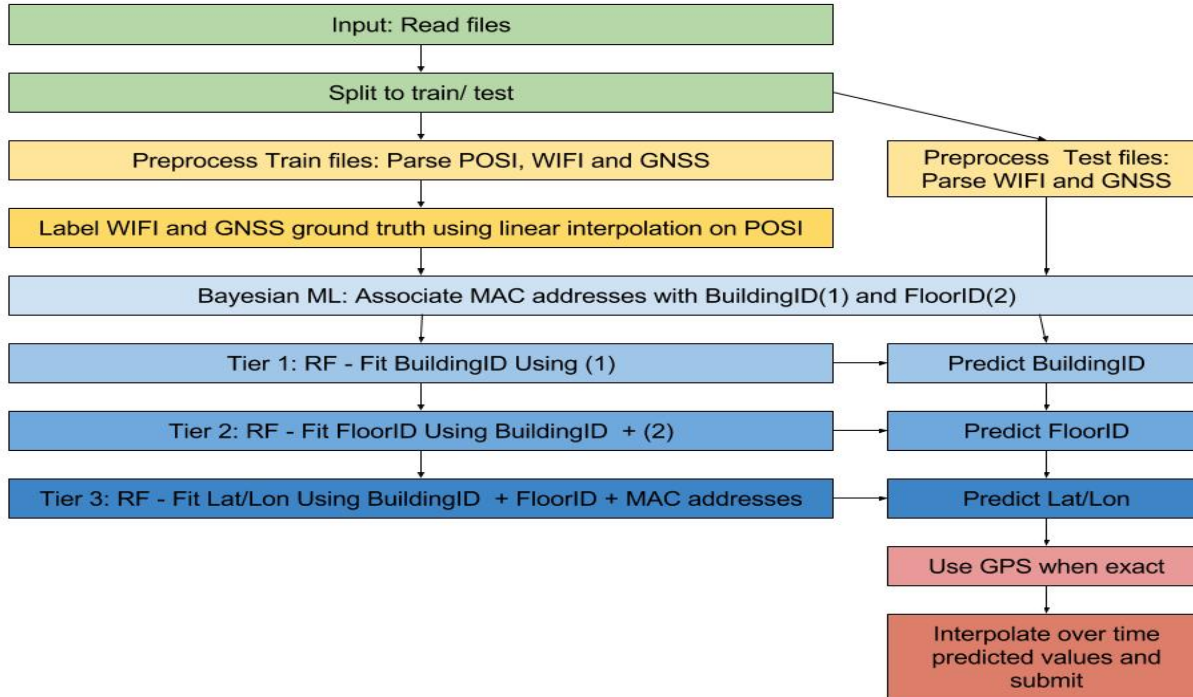 Input: Read files
Split to train/ test
Preprocess Train files: Parse POSI, WIFI and GNSS
Preprocess Test files:
Parse WIFI and GNSS
Label WIFI and GNSS ground truth using linear interpolation on POSI
Bayesian ML: Associate MAC addresses with BuildingID(1) and FloorID(2)
Tier 1: RF - Fit BuildingID Using (1)
Predict BuildingID
Tier 2: RF - Fit FloorID Using BuildingID + (2)
Predict FloorID
Tier 3: RF - Fit Lat/Lon Using BuildingID + FloorID + MAC addresses
Predict Lat/Lon
Use GPS when exact
Interpolate over time
predicted values and
submit